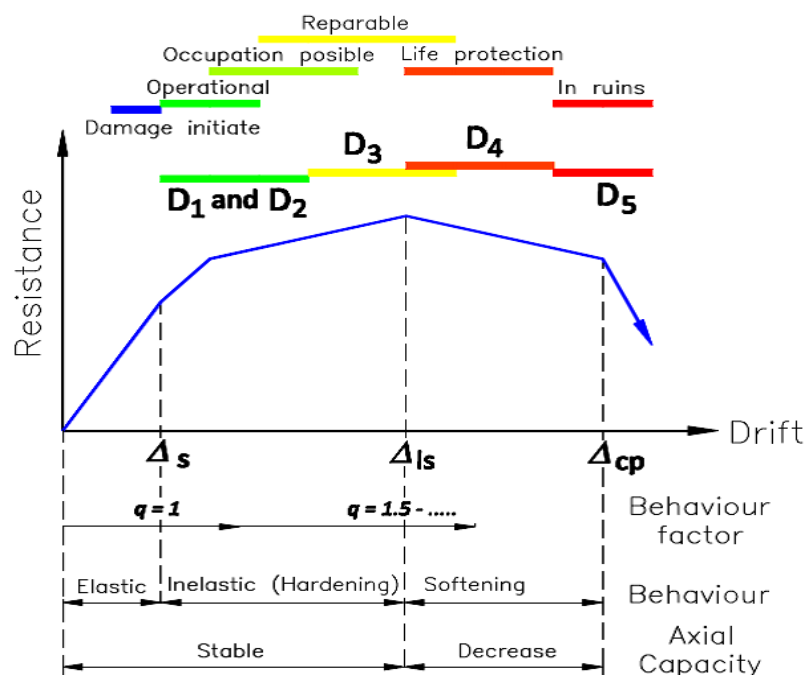 Reparable
Occupation posible
Life protection
Operational
In ruins
Damage initiate
D3
D4
D1 and D2
D5
Resistance
Drift
Δs
Δls
Δcp
q = 1
q = 1.5 - .....
Behaviour
factor
Elastic
Inelastic (Hardening)
Softening
Behaviour
Stable
Decrease
Axial
Capacity